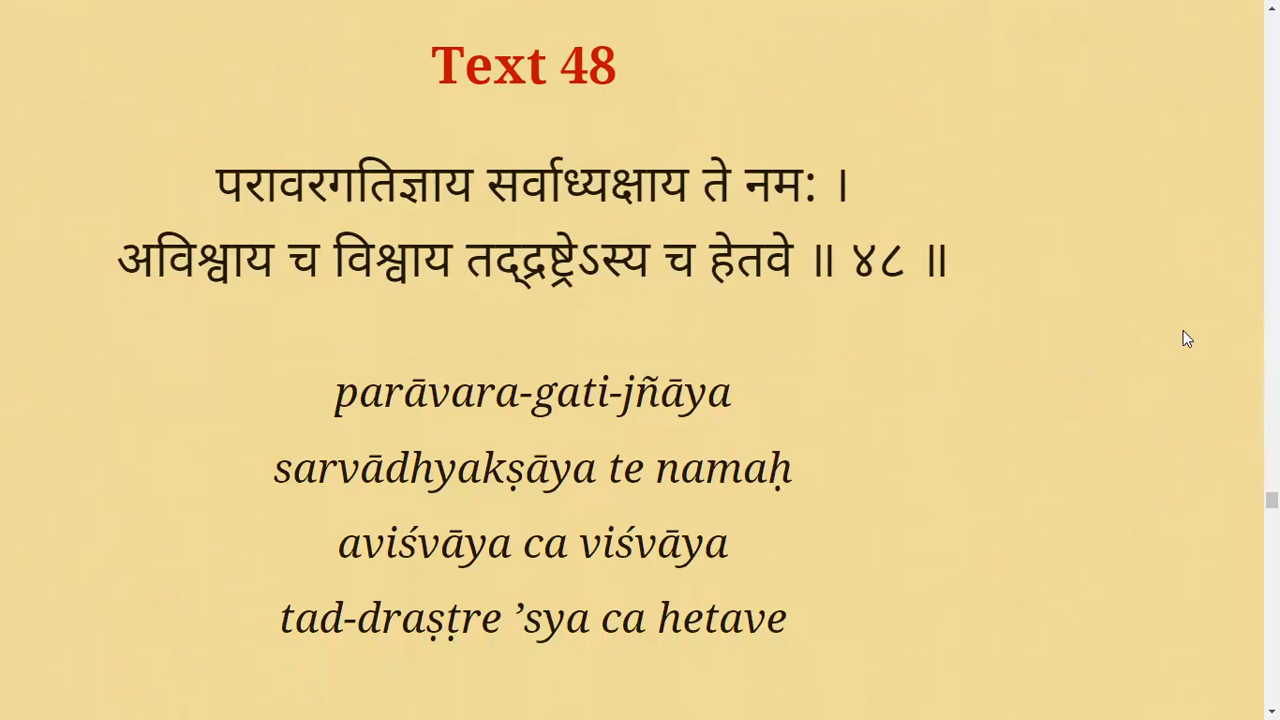 Text 48
परावरगतिज्ञाय सर्वाध्यक्षाय ते नम: ।
अविश्वाय च विश्वाय तद्‌द्रष्ट्रेऽस्य च हेतवे ॥ ४८ ॥
parāvara-gati-jñāya
sarvādhyakṣāya te namaḥ
aviśvāya ca viśvāya
tad-draṣṭre ’sya ca hetave